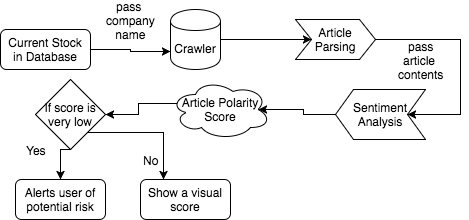 pass
company
name
Current Stock
in Database
Crawler
Article
Parsing
pass
article
contents
Sentiment
Analysis
Article Polarity
Score
If score is
very low
Yes
No
Alerts user of
potential risk
Show a visual
score